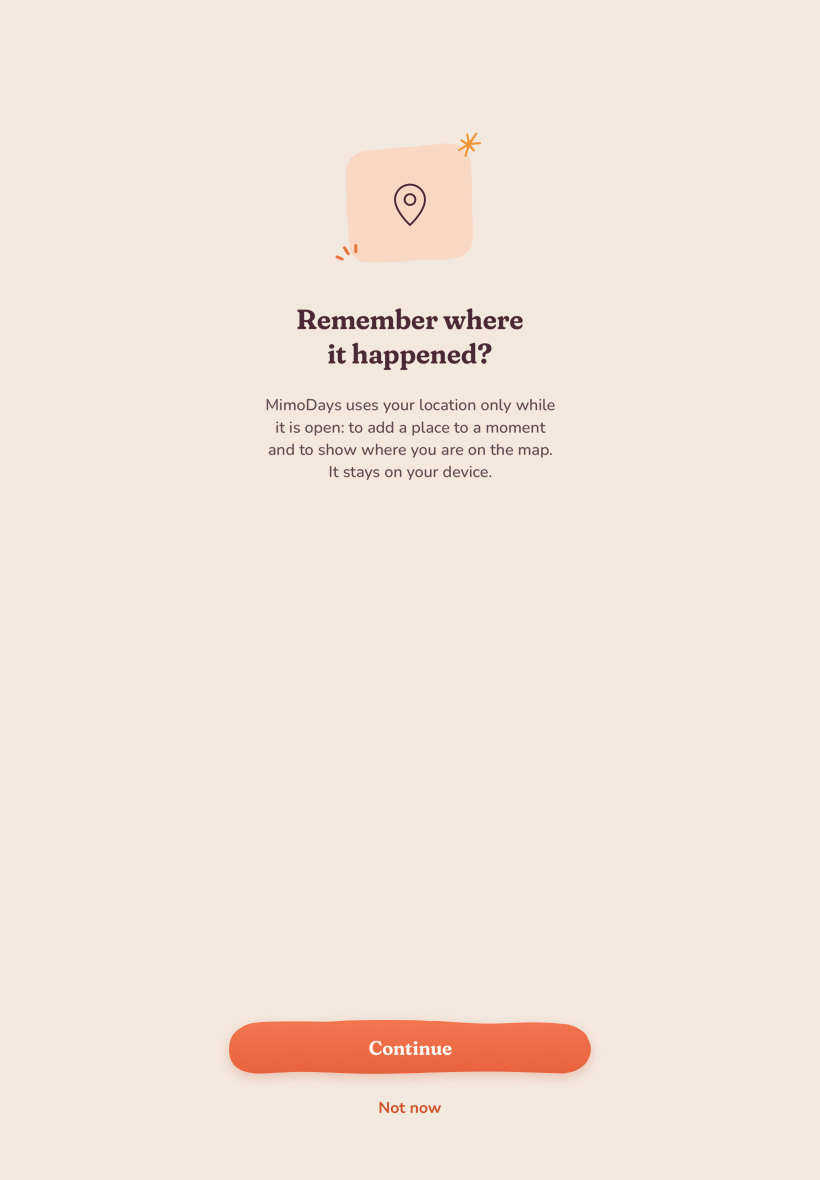 Remember where
it happened?
MimoDays uses your location only while
it is open: to add a place to a moment
and to show where you are on the map.
It stays on your device.
Continue
Not now